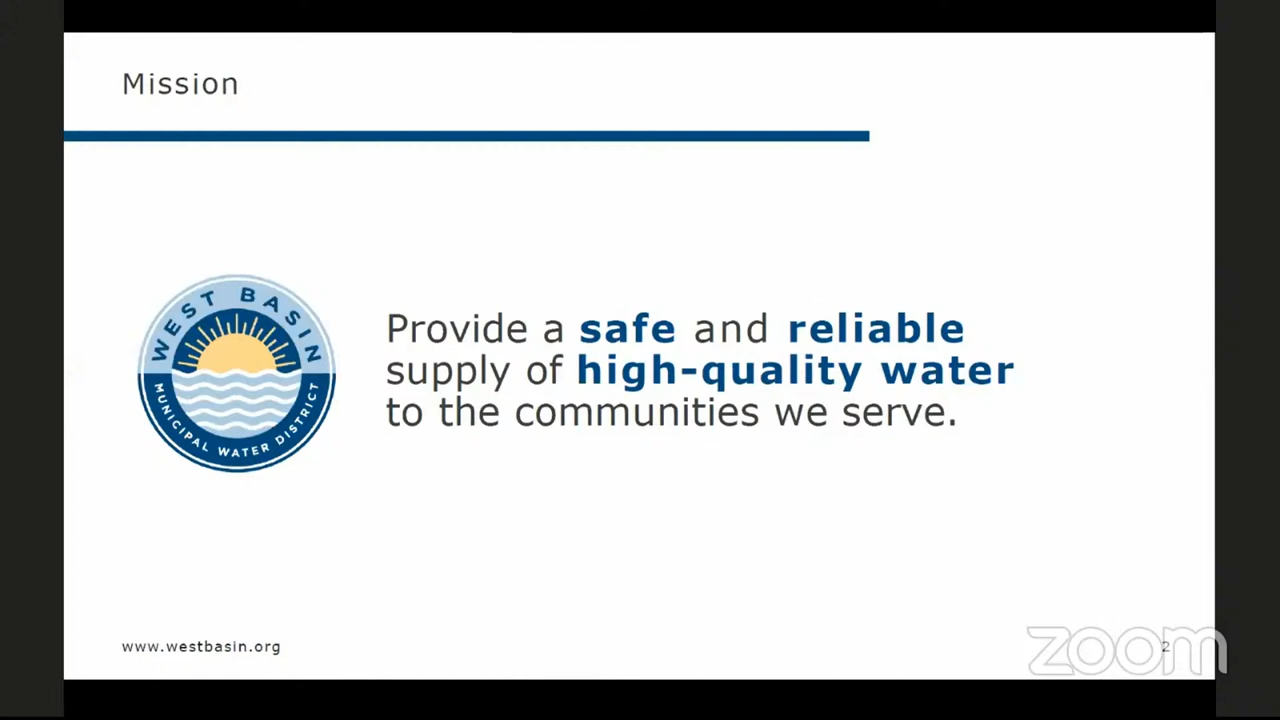 Mission
WEST BASIN
MUNICIPAL WATER DISTRICT
Provide a safe and reliable
supply of high-quality water
to the communities we serve.
www.westbasin.org
2
zoom